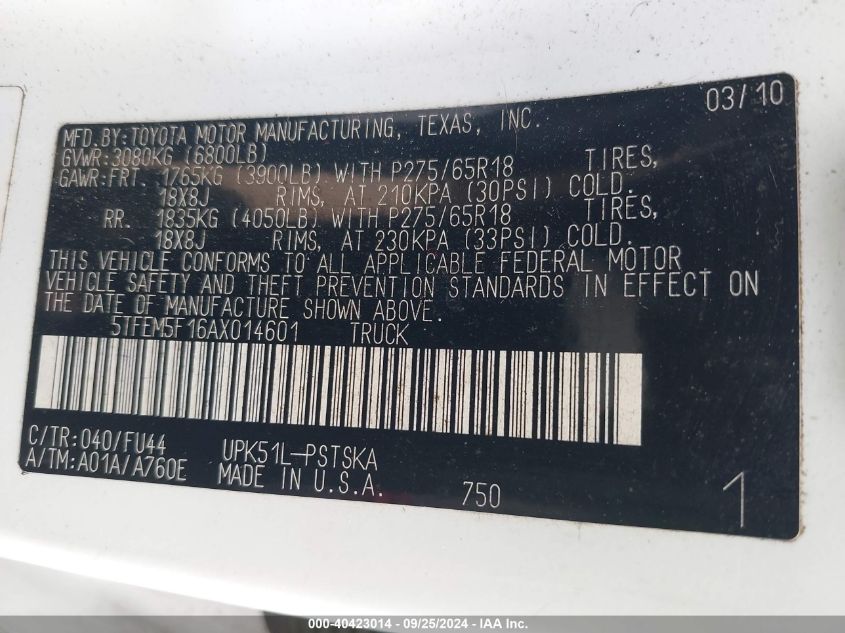 03/10
MFD.BY:TOYOTA MOTOR MANUFACTURING, TEXAS, INC.
GVWR:3080KG (6800LB)
GAWR:FRT. 1765KG (3900LB) WITH P275/65R18 TIRES,
18X8J RIMS, AT 210KPA (30PSI) COLD.
RR. 1835KG (4050LB) WITH P275/65R18 TIRES,
18X8J RIMS, AT 230KPA (33PSI) COLD.
THIS VEHICLE CONFORMS TO ALL APPLICABLE FEDERAL MOTOR
VEHICLE SAFETY AND THEFT PREVENTION STANDARDS IN EFFECT ON
THE DATE OF MANUFACTURE SHOWN ABOVE.
5TFEM5F16AX014601 TRUCK
C/TR:040/FU44 UPK51L-PSTSKA
A/TM:A01A/A760E MADE IN U.S.A. 750 1
000-40423014 - 09/25/2024 - IAA Inc.